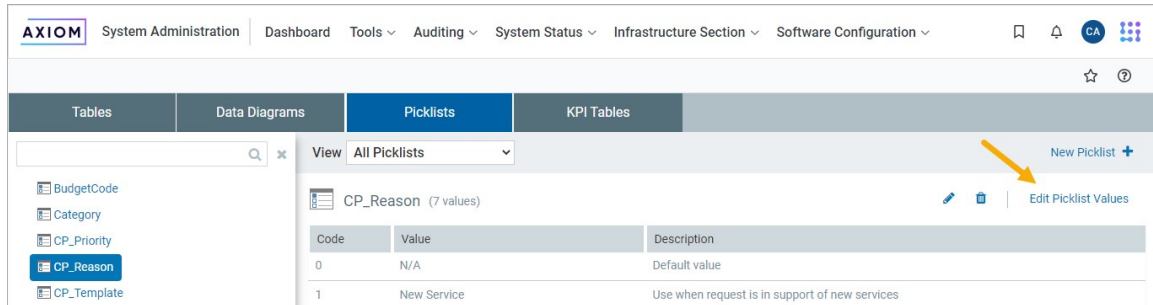 AXIOM System Administration Dashboard Tools Auditing System Status Infrastructure Section Software Configuration CA
Tables Data Diagrams Picklists KPI Tables
View All Picklists New Picklist +
BudgetCode
Category
CP_Priority
CP_Reason
CP_Template
CP_Reason (7 values) Edit Picklist Values
Code Value Description
0 N/A Default value
1 New Service Use when request is in support of new services